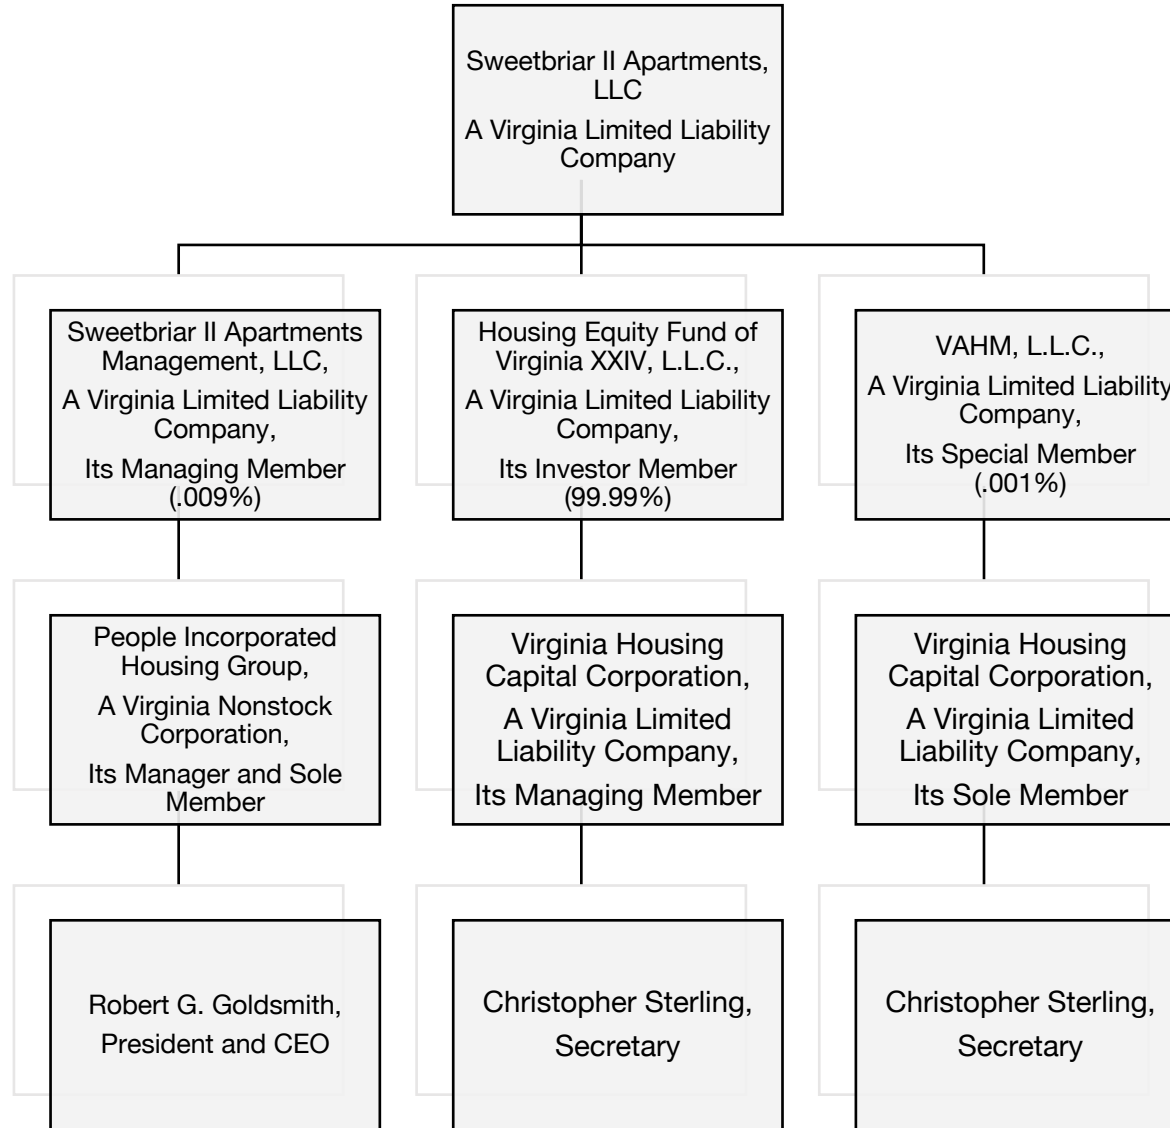 Sweetbriar II Apartments,
LLC
A Virginia Limited Liability
Company
Sweetbriar II Apartments
Management, LLC,
A Virginia Limited Liability
Company,
Its Managing Member
(.009%)
Housing Equity Fund of
Virginia XXIV, L.L.C.,
A Virginia Limited Liability
Company,
Its Investor Member
(99.99%)
VAHM, L.L.C.,
A Virginia Limited Liability
Company,
Its Special Member
(.001%)
People Incorporated
Housing Group,
A Virginia Nonstock
Corporation,
Its Manager and Sole
Member
Virginia Housing
Capital Corporation,
A Virginia Limited
Liability Company,
Its Managing Member
Virginia Housing
Capital Corporation,
A Virginia Limited
Liability Company,
Its Sole Member
Robert G. Goldsmith,
President and CEO
Christopher Sterling,
Secretary
Christopher Sterling,
Secretary